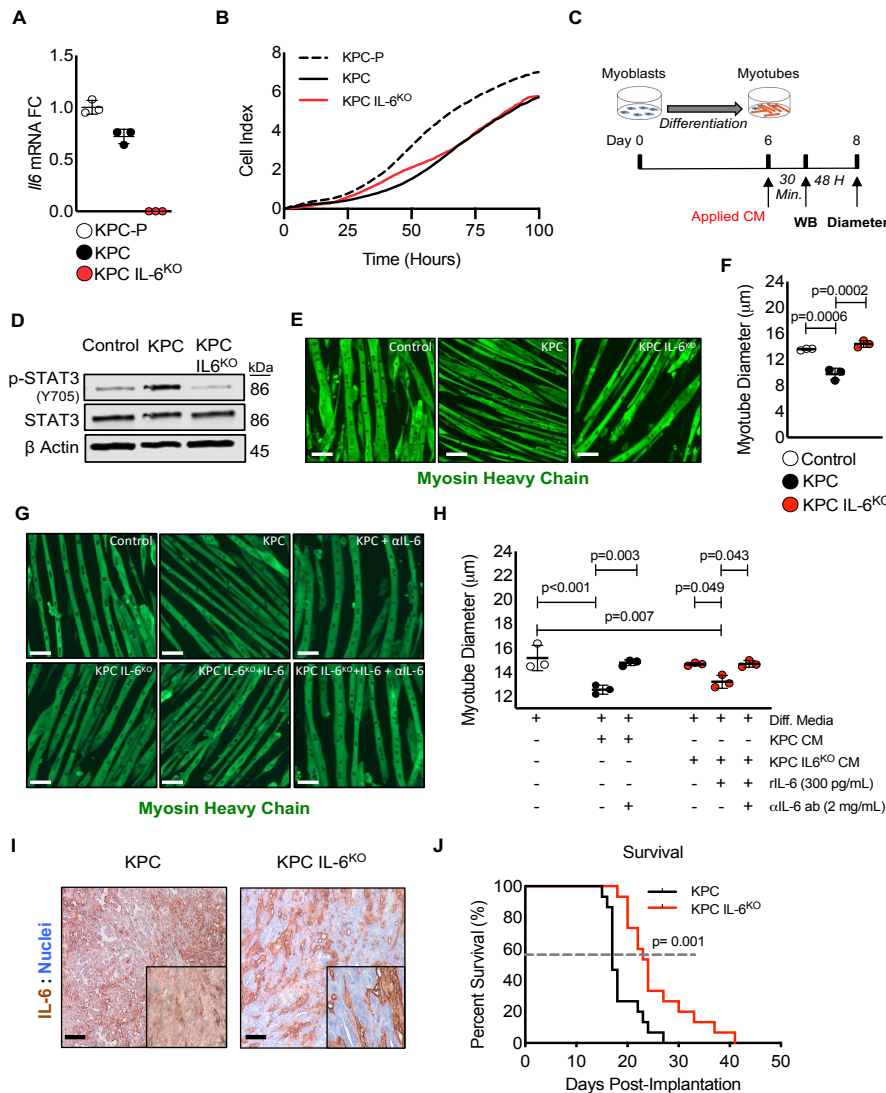 A
Il6 mRNA FC
1.5
1.0
0.5
0.0
KPC-P
KPC
KPC IL-6KO
B
Cell Index
8
6
4
2
0
KPC-P
KPC
KPC IL-6KO
0 25 50 75 100
Time (Hours)
C
Myoblasts Myotubes
Differentiation
Day 0 6 8
30 Min. 48 H
Applied CM WB Diameter
D
Control KPC KPC IL6KO kDa
p-STAT3 (Y705) 86
STAT3 86
β Actin 45
E
Control KPC KPC IL-6KO
Myosin Heavy Chain
F
Myotube Diameter (μm)
24
20
16
12
8
4
0
p=0.0002
p=0.0006
Control
KPC
KPC IL-6KO
G
Control KPC KPC + αIL-6
KPC IL-6KO KPC IL-6KO+IL-6 KPC IL-6KO+IL-6 + αIL-6
Myosin Heavy Chain
H
Myotube Diameter (μm)
24
22
20
18
16
14
12
p=0.003 p=0.043
p<0.001 p=0.049
p=0.007
+ + + + + + Diff. Media
- + + - - - KPC CM
- - - + + + KPC IL6KO CM
- - - - + + rIL-6 (300 pg/mL)
- - + - - + αIL-6 ab (2 mg/mL)
I
KPC KPC IL-6KO
IL-6 : Nuclei
J
Survival
Percent Survival (%)
100
80
60
40
20
0
KPC
KPC IL-6KO
p= 0.001
0 10 20 30 40 50
Days Post-Implantation